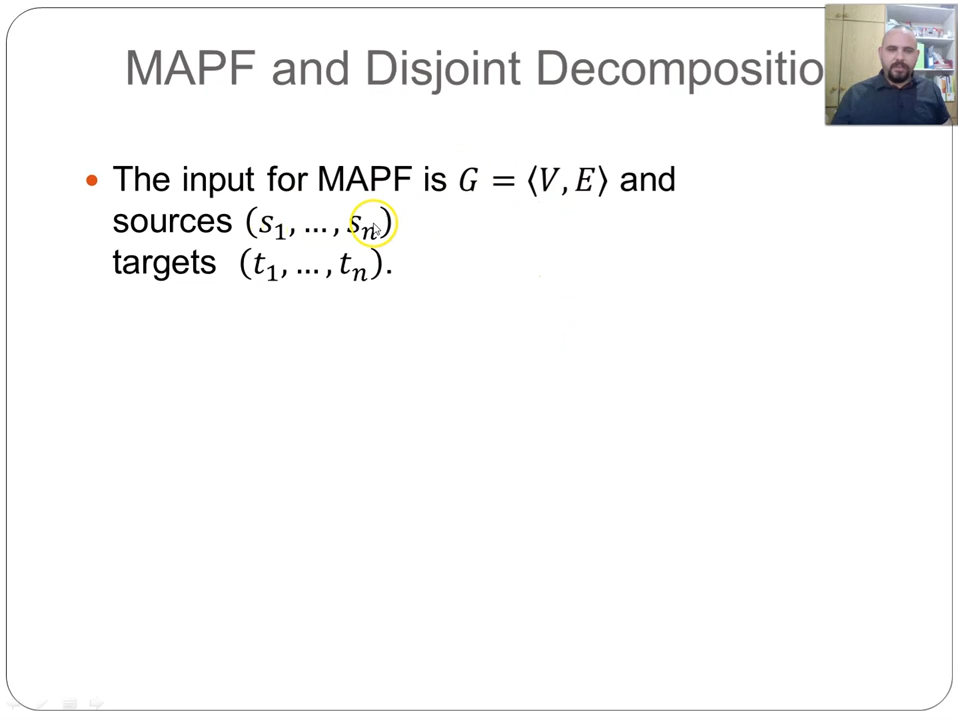 MAPF and Disjoint Decompositio
• The input for MAPF is 𝐺 = ⟨𝑉, 𝐸⟩ and
sources (𝑠₁, …, 𝑠ₙ)
targets (𝑡₁, …, 𝑡ₙ).